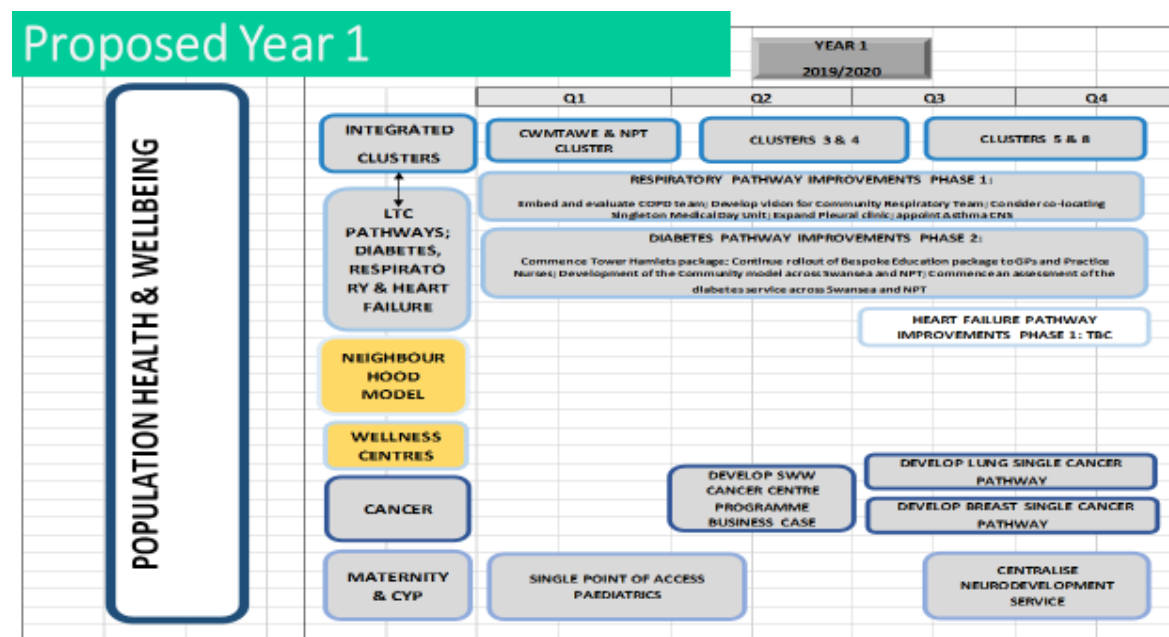 Proposed Year 1
YEAR 1
2019/2020
Q1
Q2
Q3
Q4
POPULATION HEALTH & WELLBEING
INTEGRATED
CLUSTERS
CWMTAWE & NPT
CLUSTER
CLUSTERS 3 & 4
CLUSTERS 5 & 8
LTC
PATHWAYS;
DIABETES,
RESPIRATO
RY & HEART
FAILURE
RESPIRATORY PATHWAY IMPROVEMENTS PHASE 1:
Embed and evaluate COPD team; Develop vision for Community Respiratory Team; Consider co-locating
Singleton Medical Day Unit; Expand Pleural clinic; appoint Asthma CNS
DIABETES PATHWAY IMPROVEMENTS PHASE 2:
Commence Tower Hamlets package; Continue rollout of Bespoke Education package to GPs and Practice
Nurses; Development of the Community model across Swansea and NPT; Commence an assessment of the
diabetes service across Swansea and NPT
HEART FAILURE PATHWAY
IMPROVEMENTS PHASE 1: TBC
NEIGHBOUR
HOOD
MODEL
WELLNESS
CENTRES
CANCER
DEVELOP SWW
CANCER CENTRE
PROGRAMME
BUSINESS CASE
DEVELOP LUNG SINGLE CANCER
PATHWAY
DEVELOP BREAST SINGLE CANCER
PATHWAY
MATERNITY
& CYP
SINGLE POINT OF ACCESS
PAEDIATRICS
CENTRALISE
NEURODEVELOPMENT
SERVICE